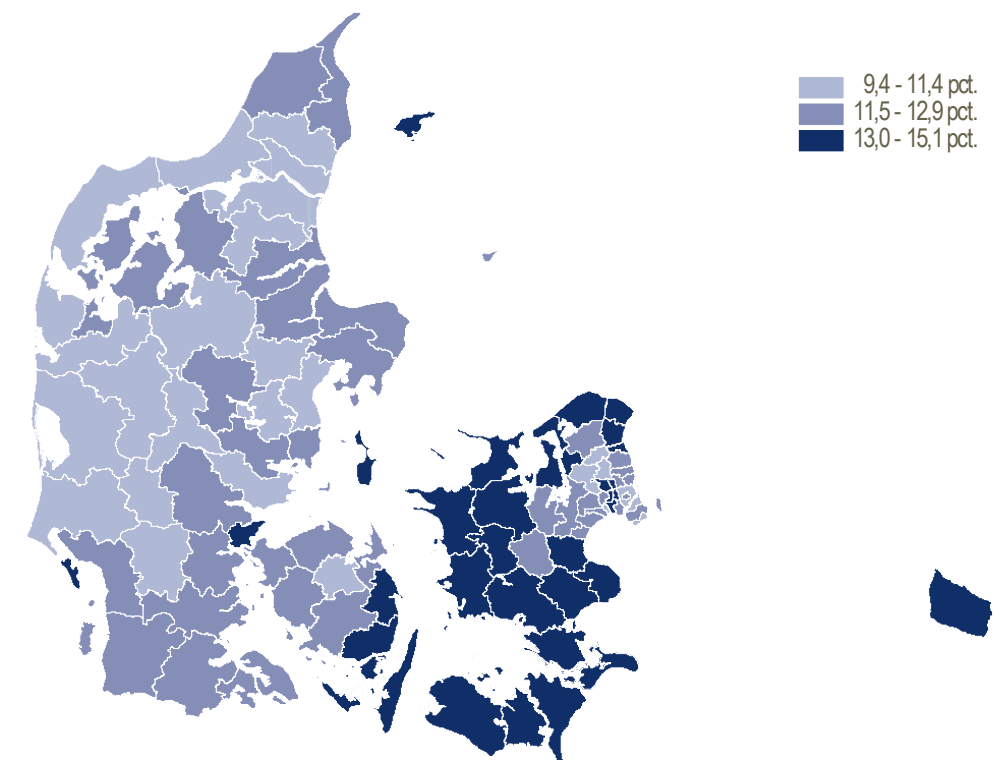 9,4 - 11,4 pct.
11,5 - 12,9 pct.
13,0 - 15,1 pct.